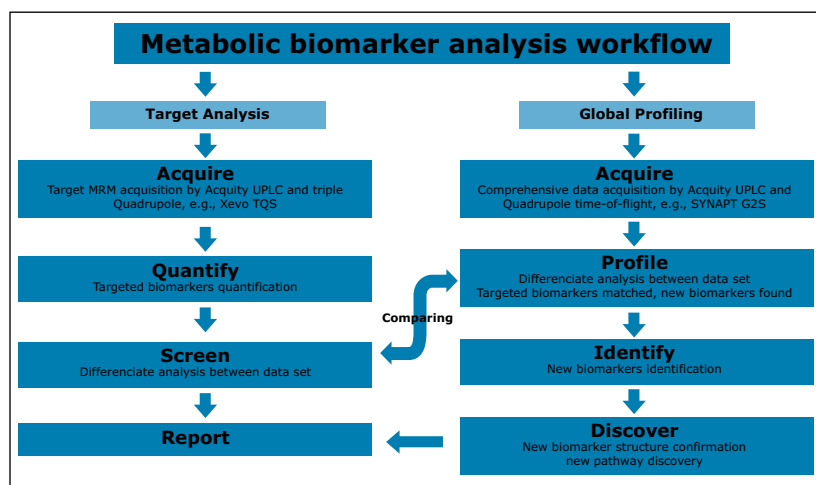 Metabolic biomarker analysis workflow
Target Analysis
Acquire
Target MRM acquisition by Acquity UPLC and triple
Quadrupole, e.g., Xevo TQS
Quantify
Targeted biomarkers quantification
Screen
Differenciate analysis between data set
Report
Comparing
Global Profiling
Acquire
Comprehensive data acquisition by Acquity UPLC and
Quadrupole time-of-flight, e.g., SYNAPT G2S
Profile
Differenciate analysis between data set
Targeted biomarkers matched, new biomarkers found
Identify
New biomarkers identification
Discover
New biomarker structure confirmation
new pathway discovery